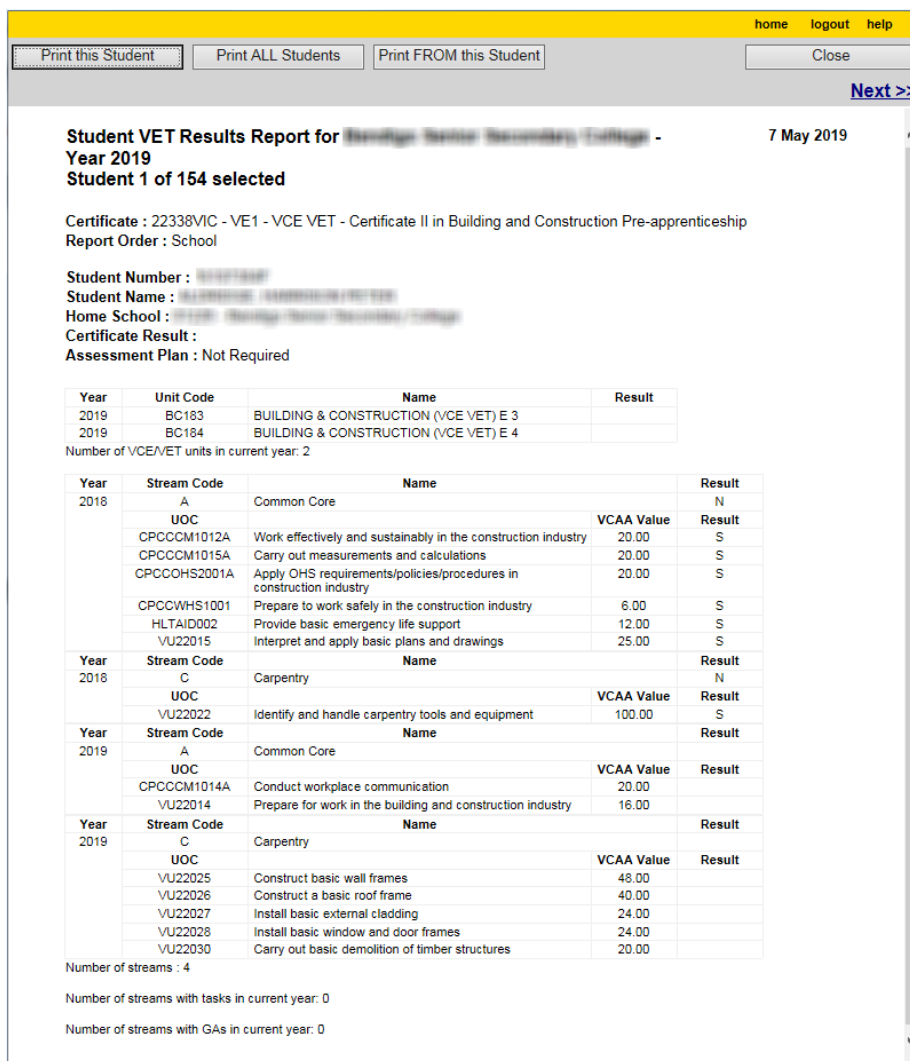 home logout help
Print this Student Print ALL Students Print FROM this Student Close
Next >>
Student VET Results Report for - 7 May 2019
Year 2019
Student 1 of 154 selected
Certificate : 22338VIC - VE1 - VCE VET - Certificate II in Building and Construction Pre-apprenticeship
Report Order : School
Student Number :
Student Name :
Home School :
Certificate Result :
Assessment Plan : Not Required
Year Unit Code Name Result
2019 BC183 BUILDING & CONSTRUCTION (VCE VET) E 3
2019 BC184 BUILDING & CONSTRUCTION (VCE VET) E 4
Number of VCE/VET units in current year: 2
Year Stream Code Name Result
2018 A Common Core N
UOC VCAA Value Result
CPCCCM1012A Work effectively and sustainably in the construction industry 20.00 S
CPCCCM1015A Carry out measurements and calculations 20.00 S
CPCCOHS2001A Apply OHS requirements/policies/procedures in 20.00 S
construction industry
CPCCWHS1001 Prepare to work safely in the construction industry 6.00 S
HLTAID002 Provide basic emergency life support 12.00 S
VU22015 Interpret and apply basic plans and drawings 25.00 S
Year Stream Code Name Result
2018 C Carpentry N
UOC VCAA Value Result
VU22022 Identify and handle carpentry tools and equipment 100.00 S
Year Stream Code Name Result
2019 A Common Core
UOC VCAA Value Result
CPCCCM1014A Conduct workplace communication 20.00
VU22014 Prepare for work in the building and construction industry 16.00
Year Stream Code Name Result
2019 C Carpentry
UOC VCAA Value Result
VU22025 Construct basic wall frames 48.00
VU22026 Construct a basic roof frame 40.00
VU22027 Install basic external cladding 24.00
VU22028 Install basic window and door frames 24.00
VU22030 Carry out basic demolition of timber structures 20.00
Number of streams : 4
Number of streams with tasks in current year: 0
Number of streams with GAs in current year: 0